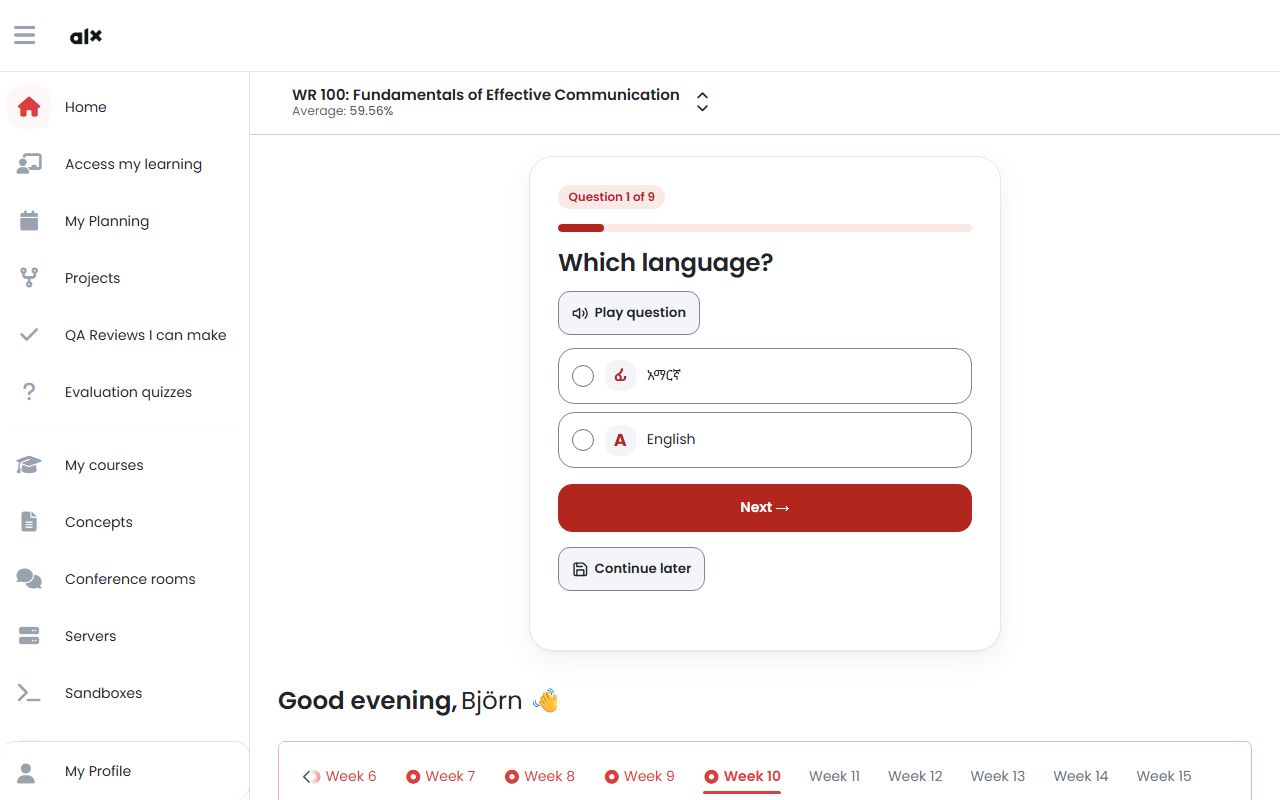 alx
Home
Access my learning
My Planning
Projects
QA Reviews I can make
Evaluation quizzes
My courses
Concepts
Conference rooms
Servers
Sandboxes
My Profile
WR 100: Fundamentals of Effective Communication
Average: 59.56%
Question 1 of 9
Which language?
Play question
ፊ አማርኛ
A English
Next →
Continue later
Good evening, Björn 👋
Week 6 Week 7 Week 8 Week 9 Week 10 Week 11 Week 12 Week 13 Week 14 Week 15